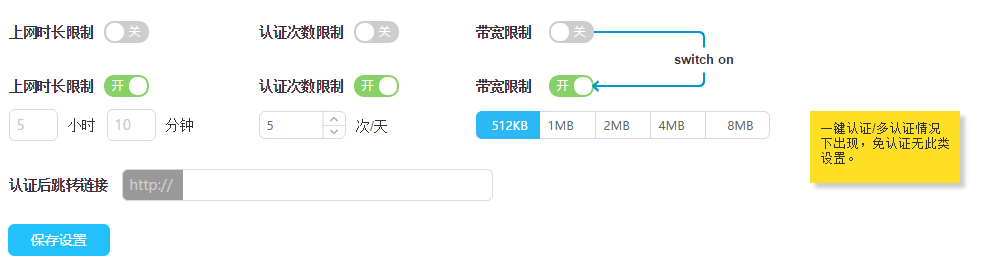 上网时长限制 关 认证次数限制 关 带宽限制 关
switch on
上网时长限制 开 认证次数限制 开 带宽限制 开
5 小时 10 分钟 5 次/天 512KB 1MB 2MB 4MB 8MB
一键认证/多认证情况
下出现，免认证无此类
设置。
认证后跳转链接 http://
保存设置